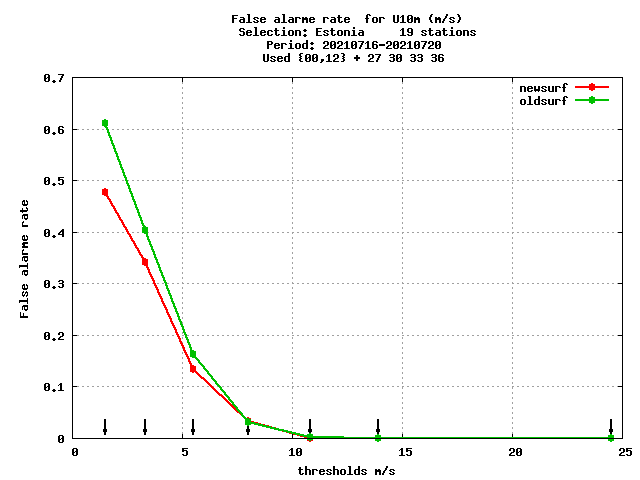 False alarme rate  for U10m (m/s)
Selection: Estonia     19 stations
Period: 20210716-20210720
Used {00,12} + 27 30 33 36
newsurf
oldsurf
False alarme rate
0.7
0.6
0.5
0.4
0.3
0.2
0.1
0
0 5 10 15 20 25
thresholds m/s